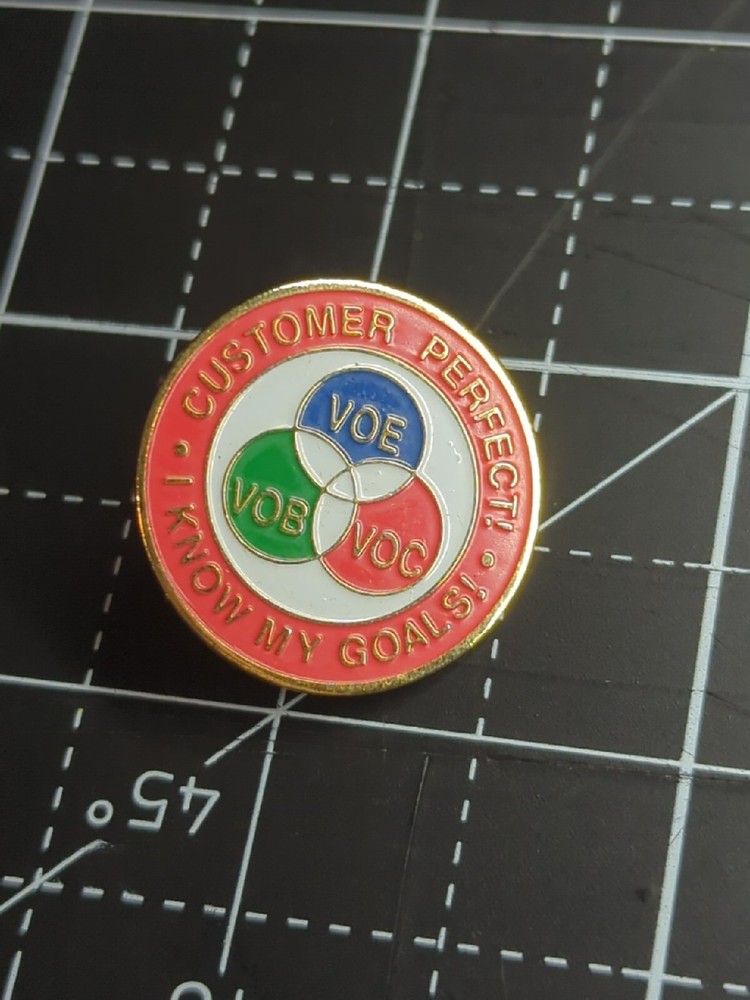 CUSTOMER PERFECT!
• I KNOW MY GOALS! •
VOE
VOB
VOC
45°